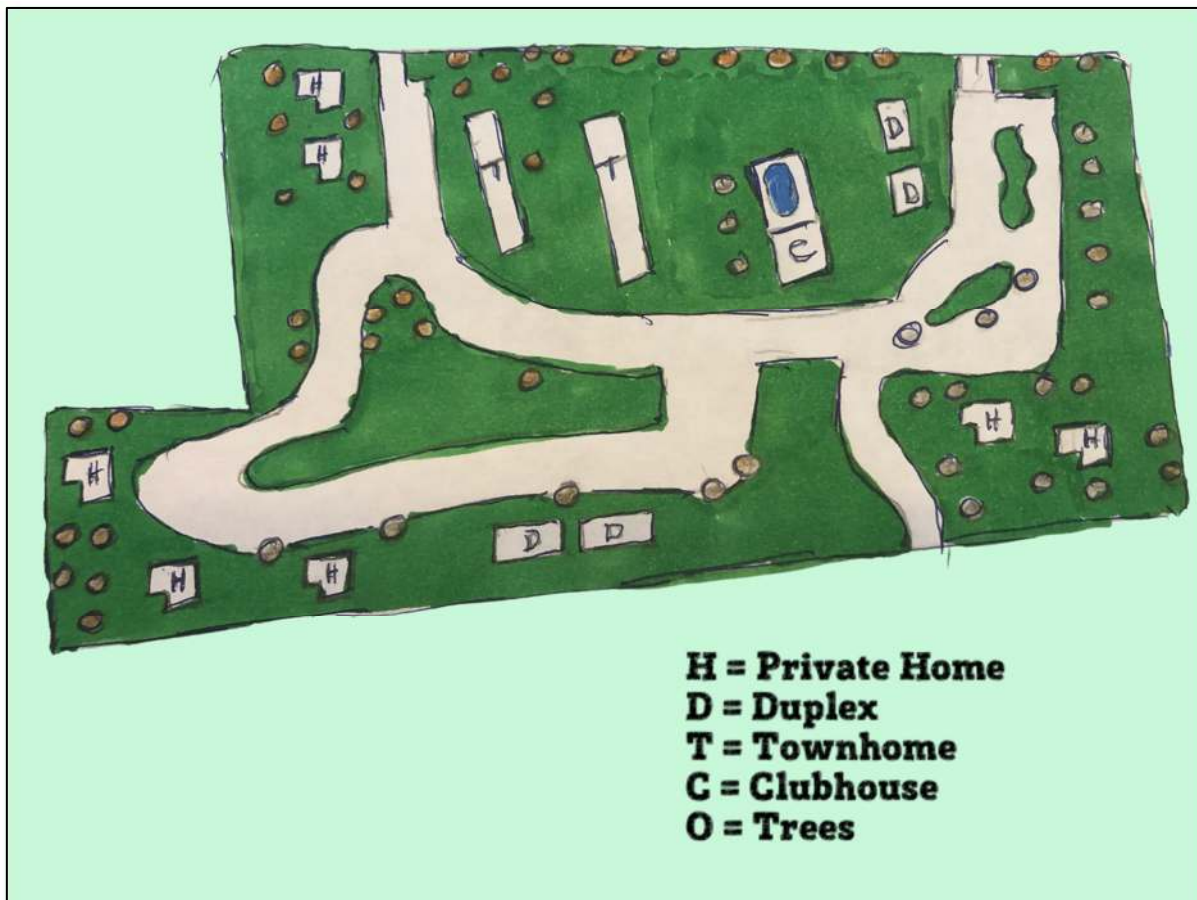 H
D
H
T
T
D
C
H
H
H
D
D
H
H
H = Private Home
D = Duplex
T = Townhome
C = Clubhouse
O = Trees